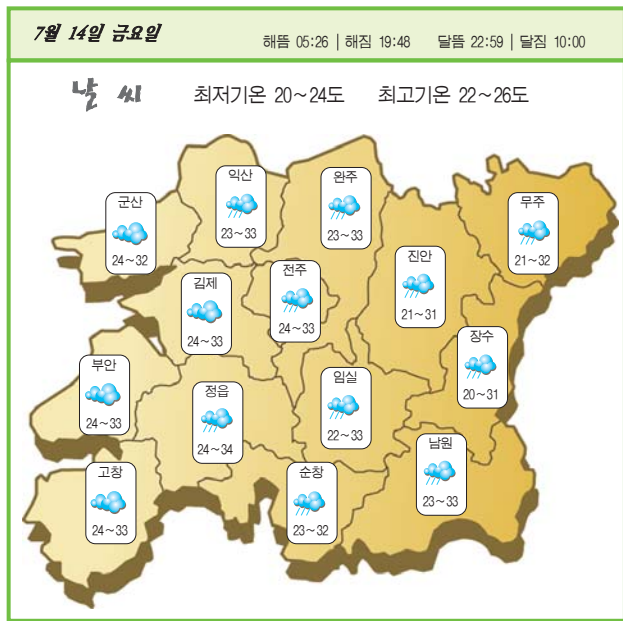 7월 14일 금요일
해뜸 05:26 | 해짐 19:48 달뜸 22:59 | 달짐 10:00
날 씨 최저기온 20~24도 최고기온 22~26도
익산
23~33
완주
23~33
군산
24~32
무주
21~32
진안
21~31
전주
24~33
김제
24~33
장수
20~31
부안
24~33
정읍
24~34
임실
22~33
남원
23~33
고창
24~33
순창
23~32